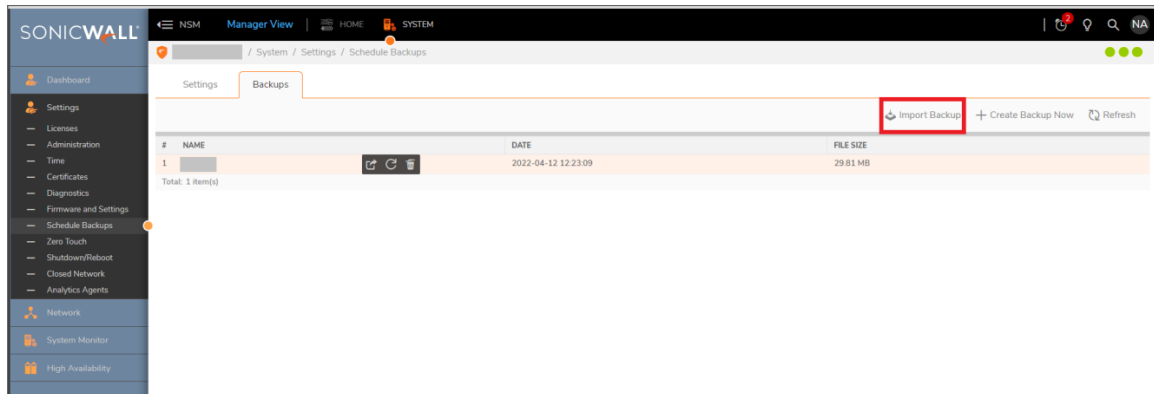 SONICWALL
NSM Manager View HOME SYSTEM 2 NA
/ System / Settings / Schedule Backups
Dashboard
Settings
Licenses
Administration
Time
Certificates
Diagnostics
Firmware and Settings
Schedule Backups
Zero Touch
Shutdown/Reboot
Closed Network
Analytics Agents
Network
System Monitor
High Availability
Settings Backups
Import Backup Create Backup Now Refresh
# NAME DATE FILE SIZE
1 2022-04-12 12:23:09 29.81 MB
Total: 1 item(s)